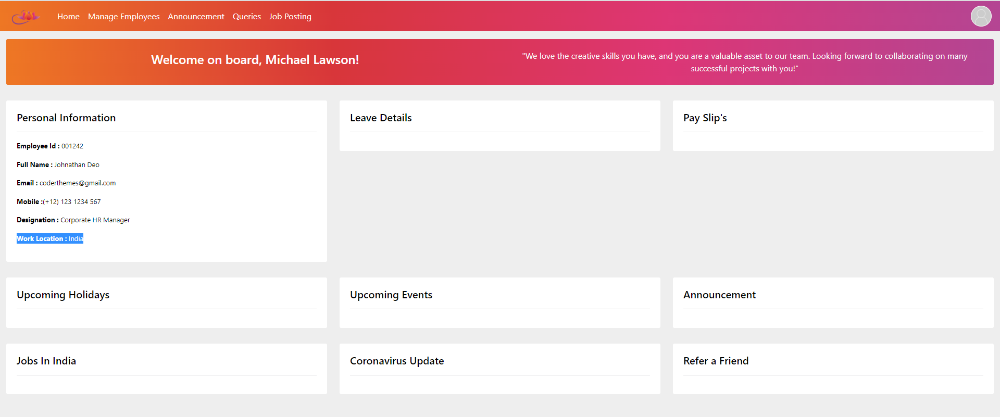 Home Manage Employees Announcement Queries Job Posting
Welcome on board, Michael Lawson!
"We love the creative skills you have, and you are a valuable asset to our team. Looking forward to collaborating on many
successful projects with you!"
Personal Information
Employee Id : 001242
Full Name : Johnathan Deo
Email : coderthemes@gmail.com
Mobile :(+12) 123 1234 567
Designation : Corporate HR Manager
Work Location : India
Leave Details
Pay Slip's
Upcoming Holidays
Upcoming Events
Announcement
Jobs In India
Coronavirus Update
Refer a Friend